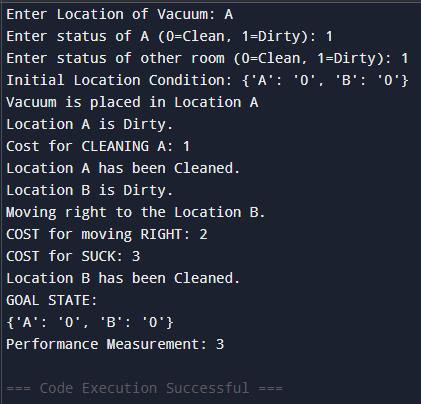 Enter Location of Vacuum: A
Enter status of A (0=Clean, 1=Dirty): 1
Enter status of other room (0=Clean, 1=Dirty): 1
Initial Location Condition: {'A': '0', 'B': '0'}
Vacuum is placed in Location A
Location A is Dirty.
Cost for CLEANING A: 1
Location A has been Cleaned.
Location B is Dirty.
Moving right to the Location B.
COST for moving RIGHT: 2
COST for SUCK: 3
Location B has been Cleaned.
GOAL STATE:
{'A': '0', 'B': '0'}
Performance Measurement: 3
=== Code Execution Successful ===